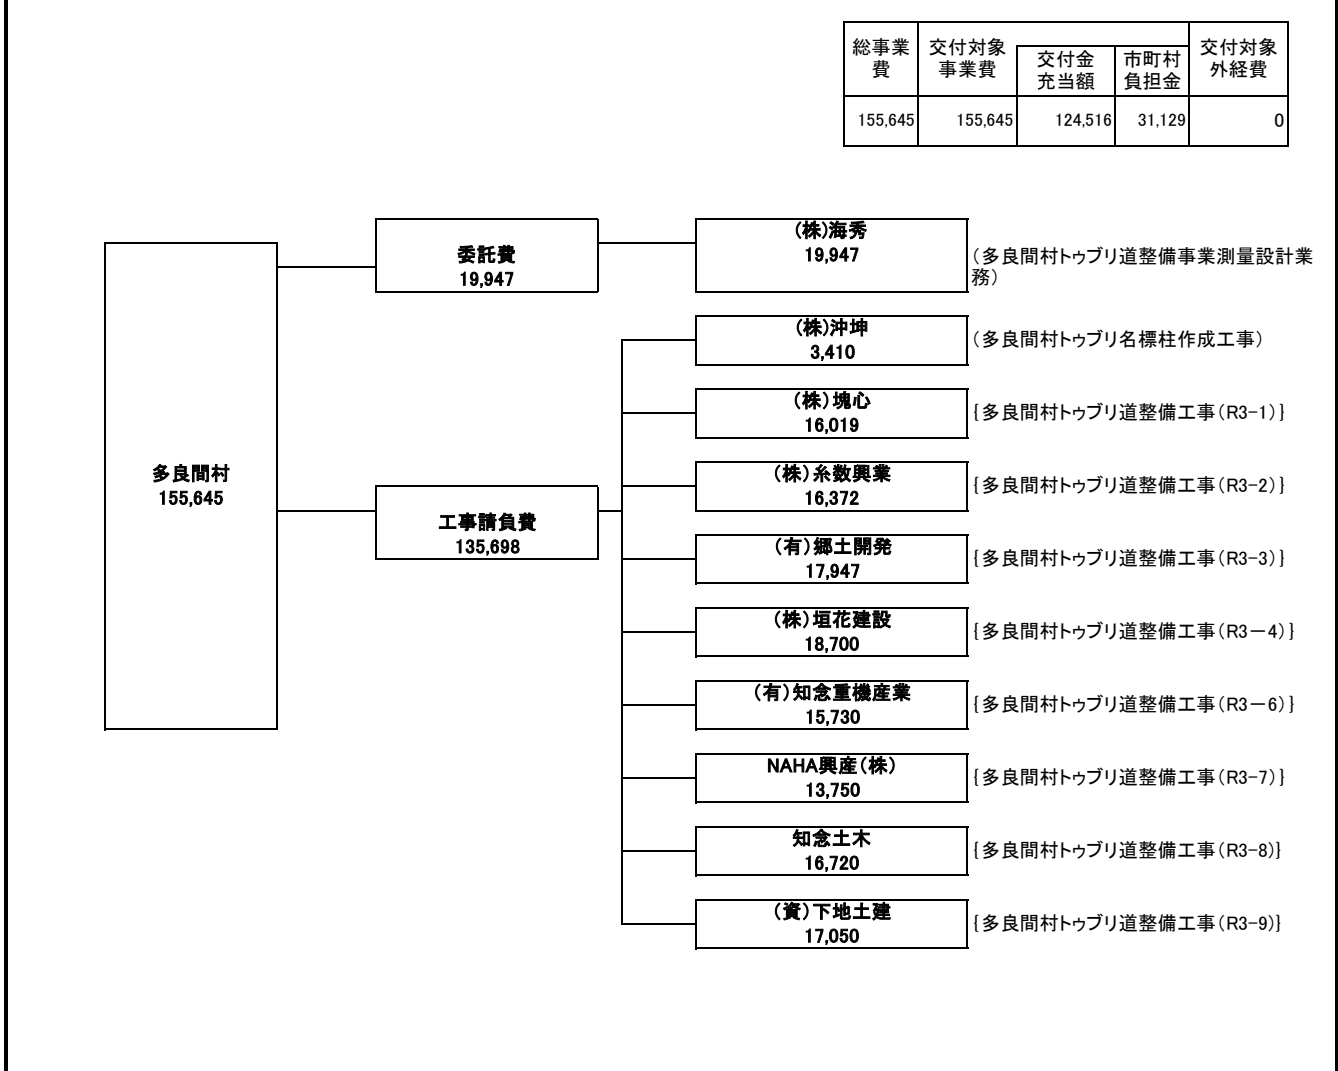 総事業
費
交付対象
事業費
交付金
充当額
市町村
負担金
交付対象
外経費
155,645
155,645
124,516
31,129
0
多良間村
155,645
委託費
19,947
(株)海秀
19,947
(多良間村トゥブリ道整備事業測量設計業
務)
工事請負費
135,698
(株)沖坤
3,410
(多良間村トゥブリ名標柱作成工事)
(株)塊心
16,019
{多良間村トゥブリ道整備工事(R3-1)}
(株)糸数興業
16,372
{多良間村トゥブリ道整備工事(R3-2)}
(有)郷土開発
17,947
{多良間村トゥブリ道整備工事(R3-3)}
(株)垣花建設
18,700
{多良間村トゥブリ道整備工事(R3－4)}
(有)知念重機産業
15,730
{多良間村トゥブリ道整備工事(R3－6)}
NAHA興産(株)
13,750
{多良間村トゥブリ道整備工事(R3-7)}
知念土木
16,720
{多良間村トゥブリ道整備工事(R3-8)}
(資)下地土建
17,050
{多良間村トゥブリ道整備工事(R3-9)}